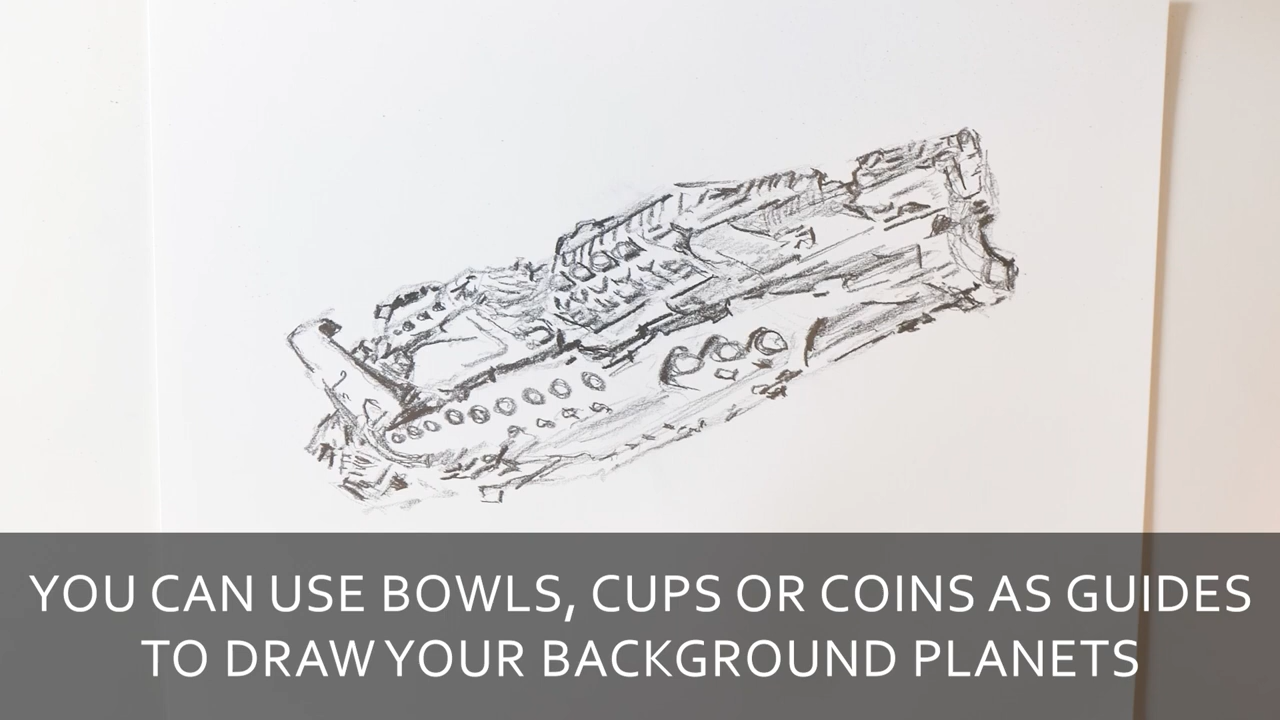 YOU CAN USE BOWLS, CUPS OR COINS AS GUIDES
TO DRAW YOUR BACKGROUND PLANETS